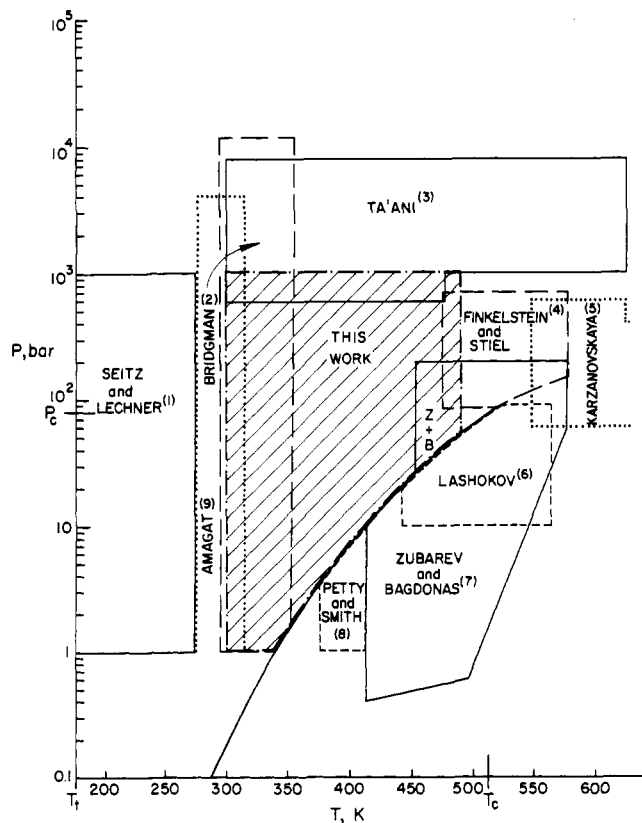 10⁵
10⁴
TA'ANI (3)
10³
BRIDGMAN (2)
FINKELSTEIN (4)
and
STIEL
KARZANOVSKAYA (5)
THIS
WORK
P, bar
SEITZ
and
LECHNER (1)
10²
Pc
Z
+
B
LASHOKOV (6)
AMAGAT (9)
10
ZUBAREV
and
BAGDONAS (7)
PETTY
and
SMITH
(8)
1
0.1
Tt 200 250 300 350 400 450 500 Tc 550 600
T, K